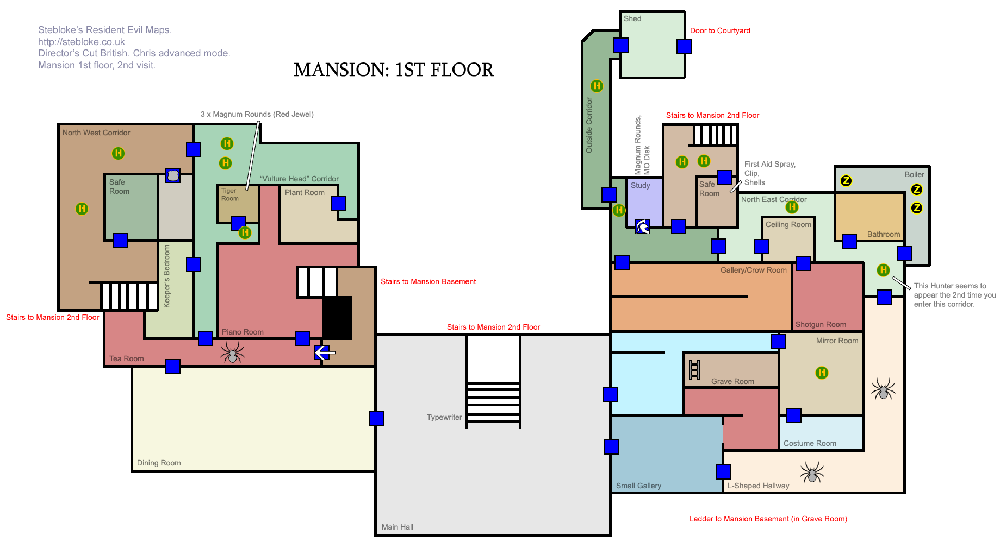 Stebloke's Resident Evil Maps.
http://stebloke.co.uk
Director's Cut British. Chris advanced mode.
Mansion 1st floor, 2nd visit.
MANSION: 1ST FLOOR
Shed
Door to Courtyard
Outside Corridor
Magnum Rounds,
MO Disk
Stairs to Mansion 2nd Floor
3 x Magnum Rounds (Red Jewel)
North West Corridor
H
H
H
H
H
Safe
Room
"Vulture Head" Corridor
Tiger
Room
Plant Room
Keeper's Bedroom
Stairs to Mansion 2nd Floor
Piano Room
Tea Room
Stairs to Mansion Basement
Dining Room
Stairs to Mansion 2nd Floor
Typewriter
Main Hall
H
H
H
H
Study
Safe
Room
First Aid Spray,
Clip,
Shells
North East Corridor
H
Ceiling Room
Boiler
Z
Z
Z
Bathroom
H
This Hunter seems to
appear the 2nd time you
enter this corridor.
Gallery/Crow Room
Shotgun Room
Mirror Room
H
Grave Room
Costume Room
Small Gallery
L-Shaped Hallway
Ladder to Mansion Basement (in Grave Room)